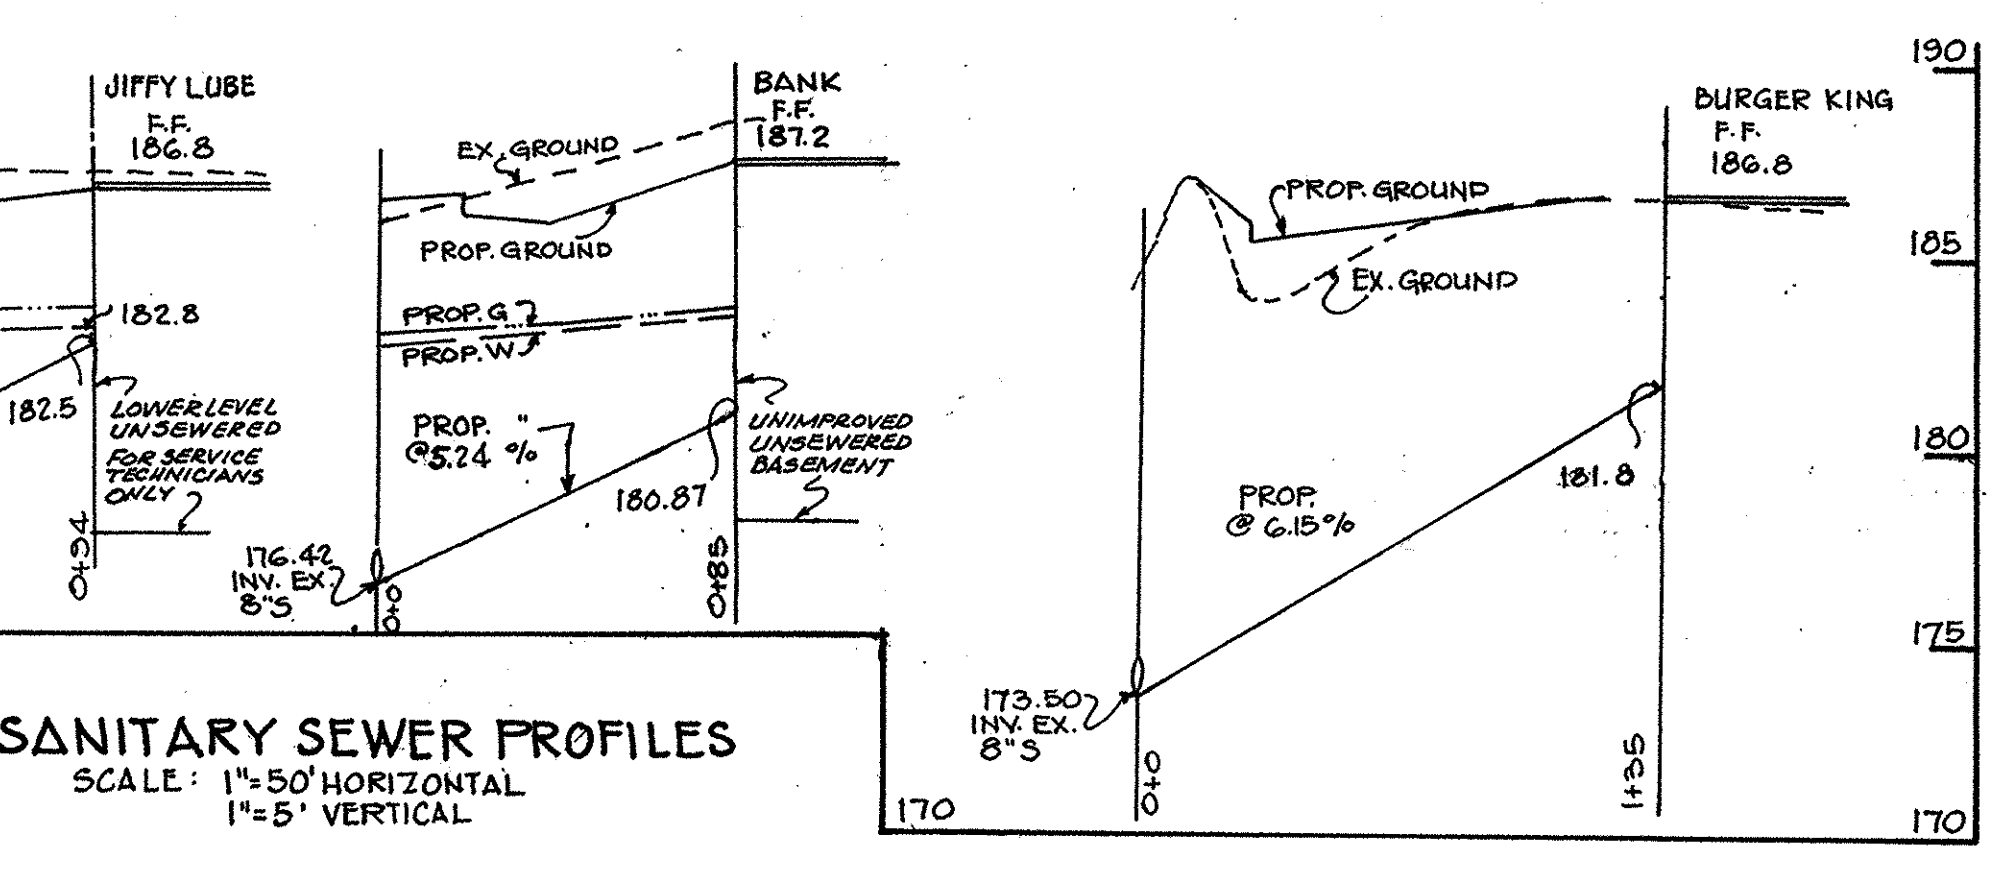 JIFFY LUBE
F.F.
186.8
182.8
182.5
LOWER LEVEL
UNSEWERED
FOR SERVICE
TECHNICIANS
ONLY
0+94
EX. GROUND
PROP. GROUND
PROP. G
PROP. W
PROP. "
@5.24 %
180.87
176.42
INV. EX.
8"S
0+0
0+85
BANK
F.F.
187.2
UNIMPROVED
UNSEWERED
BASEMENT
PROP. GROUND
EX. GROUND
BURGER KING
F.F.
186.8
181.8
PROP.
@ 6.15%
173.50
INV. EX.
8"S
0+0
1+35
190
185
180
175
170
170
SANITARY SEWER PROFILES
SCALE: 1"=50' HORIZONTAL
1"=5' VERTICAL